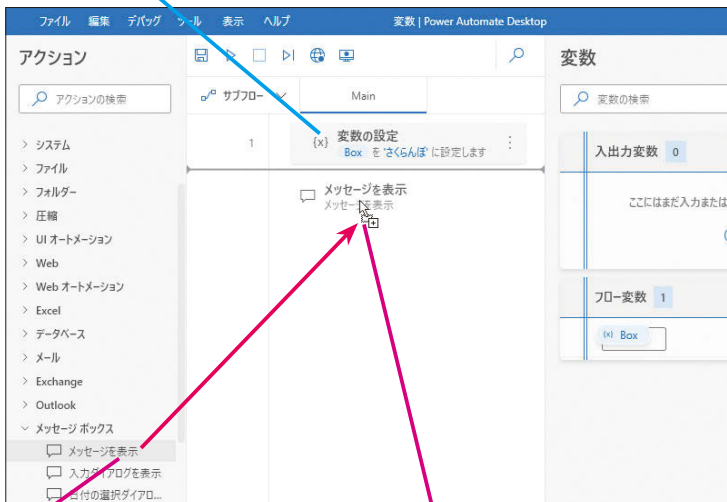 ファイル 編集 デバッグ ツール 表示 ヘルプ 変数 | Power Automate Desktop
アクション
アクションの検索
システム
ファイル
フォルダー
圧縮
UI オートメーション
Web
Web オートメーション
Excel
データベース
メール
Exchange
Outlook
メッセージ ボックス
メッセージを表示
入力ダイアログを表示
日付の選択ダイアロ...
サブフロー Main
1
{x} 変数の設定
Box を 'さくらんぼ' に設定します
メッセージを表示
メッセージを表示
変数
変数の検索
入出力変数 0
ここにはまだ入力または
フロー変数 1
(x) Box